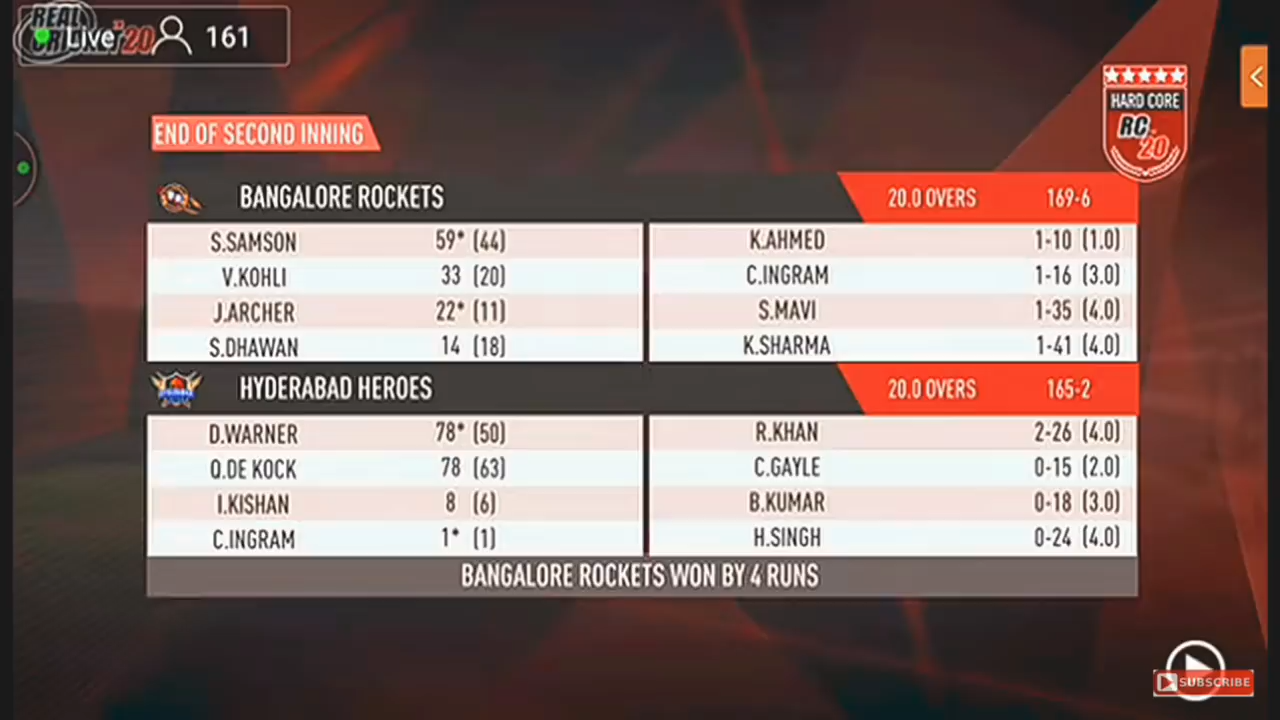 REAL
CRICKET 20
Live
161
HARD CORE
RC
20
END OF SECOND INNING
BANGALORE ROCKETS 20.0 OVERS 169-6
S.SAMSON 59* (44) K.AHMED 1-10 (1.0)
V.KOHLI 33 (20) C.INGRAM 1-16 (3.0)
J.ARCHER 22* (11) S.MAVI 1-35 (4.0)
S.DHAWAN 14 (18) K.SHARMA 1-41 (4.0)
HYDERABAD HEROES 20.0 OVERS 165-2
D.WARNER 78* (50) R.KHAN 2-26 (4.0)
Q.DE KOCK 78 (63) C.GAYLE 0-15 (2.0)
I.KISHAN 8 (6) B.KUMAR 0-18 (3.0)
C.INGRAM 1* (1) H.SINGH 0-24 (4.0)
BANGALORE ROCKETS WON BY 4 RUNS
SUBSCRIBE